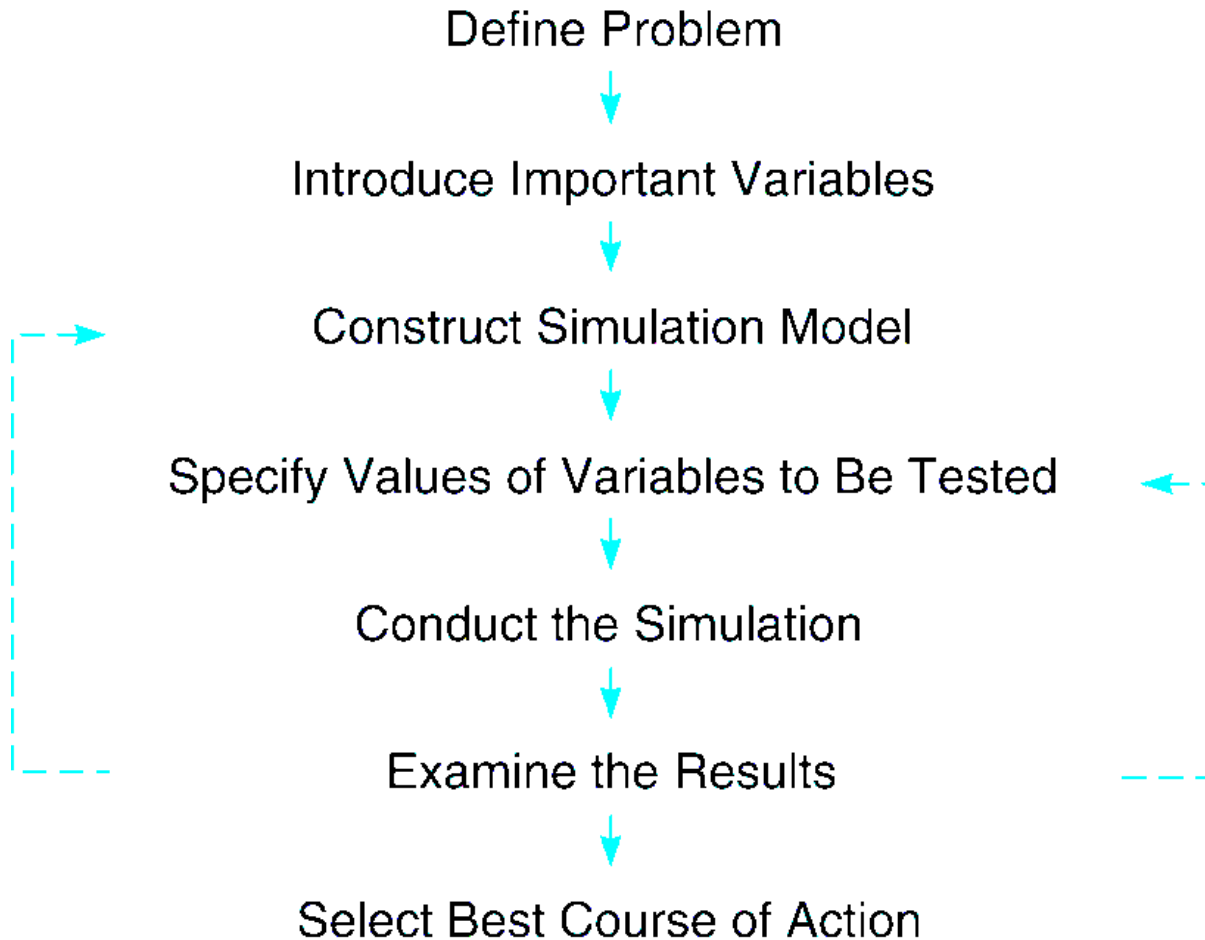 Define Problem
Introduce Important Variables
Construct Simulation Model
Specify Values of Variables to Be Tested
Conduct the Simulation
Examine the Results
Select Best Course of Action